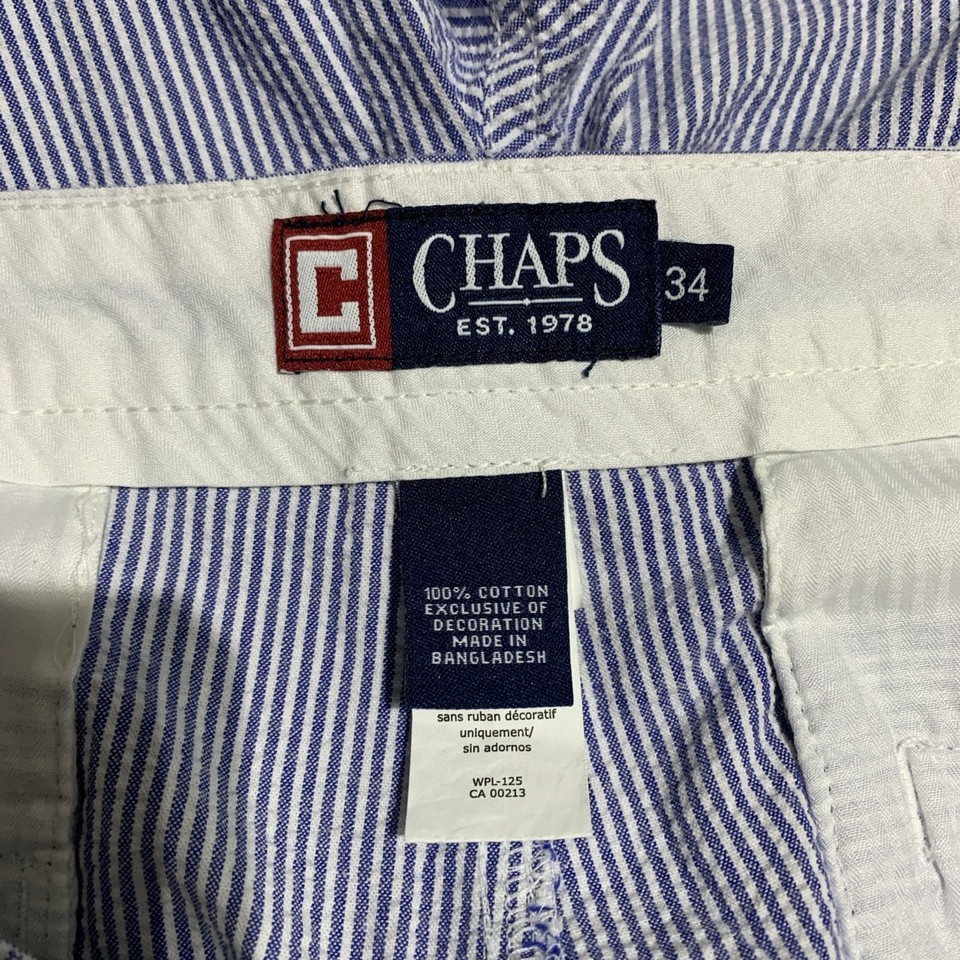 C CHAPS
EST. 1978
34
100% COTTON
EXCLUSIVE OF
DECORATION
MADE IN
BANGLADESH
sans ruban décoratif
uniquement/
sin adornos
WPL-125
CA 00213